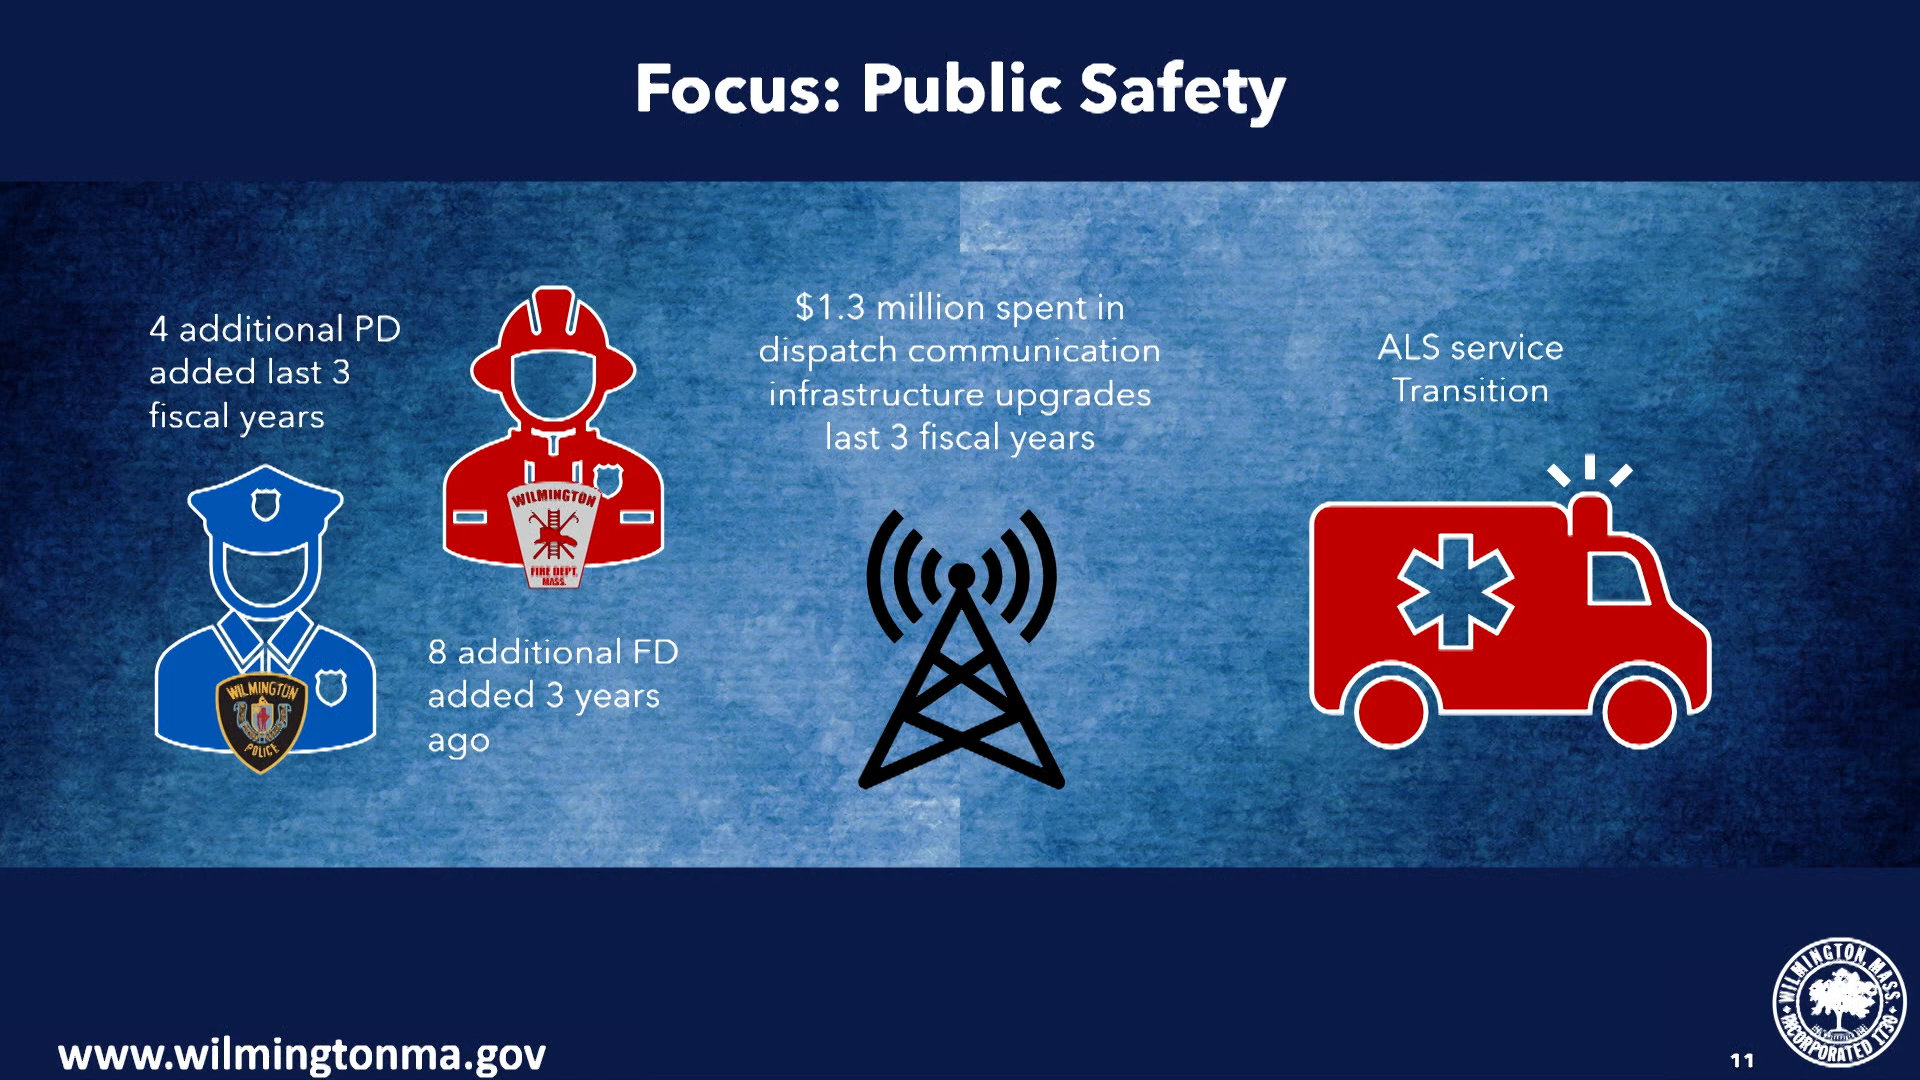 Focus: Public Safety
4 additional PD
added last 3
fiscal years
WILMINGTON
POLICE
WILMINGTON
FIRE DEPT.
MASS.
8 additional FD
added 3 years
ago
$1.3 million spent in
dispatch communication
infrastructure upgrades
last 3 fiscal years
ALS service
Transition
www.wilmingtonma.gov
11
WILMINGTON, MASS.
INCORPORATED 1730